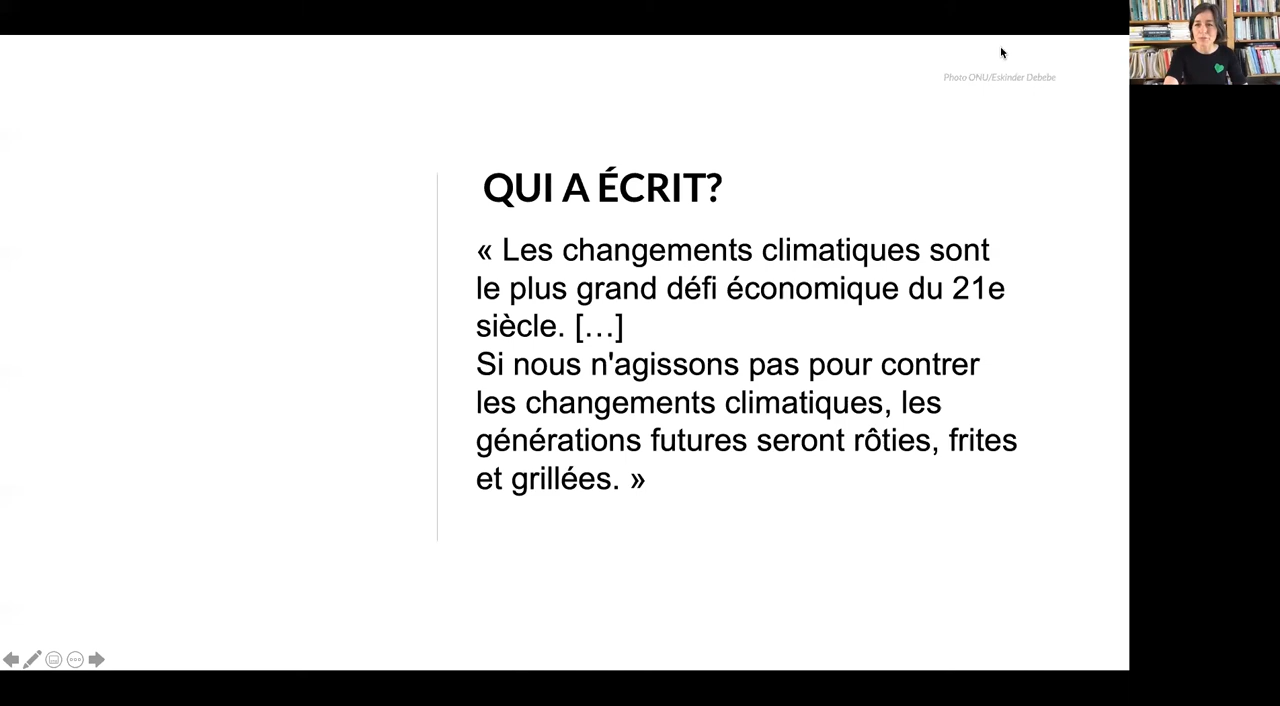 Photo ONU/Eskinder Debebe
QUI A ÉCRIT?
« Les changements climatiques sont
le plus grand défi économique du 21e
siècle. […]
Si nous n'agissons pas pour contrer
les changements climatiques, les
générations futures seront rôties, frites
et grillées. »